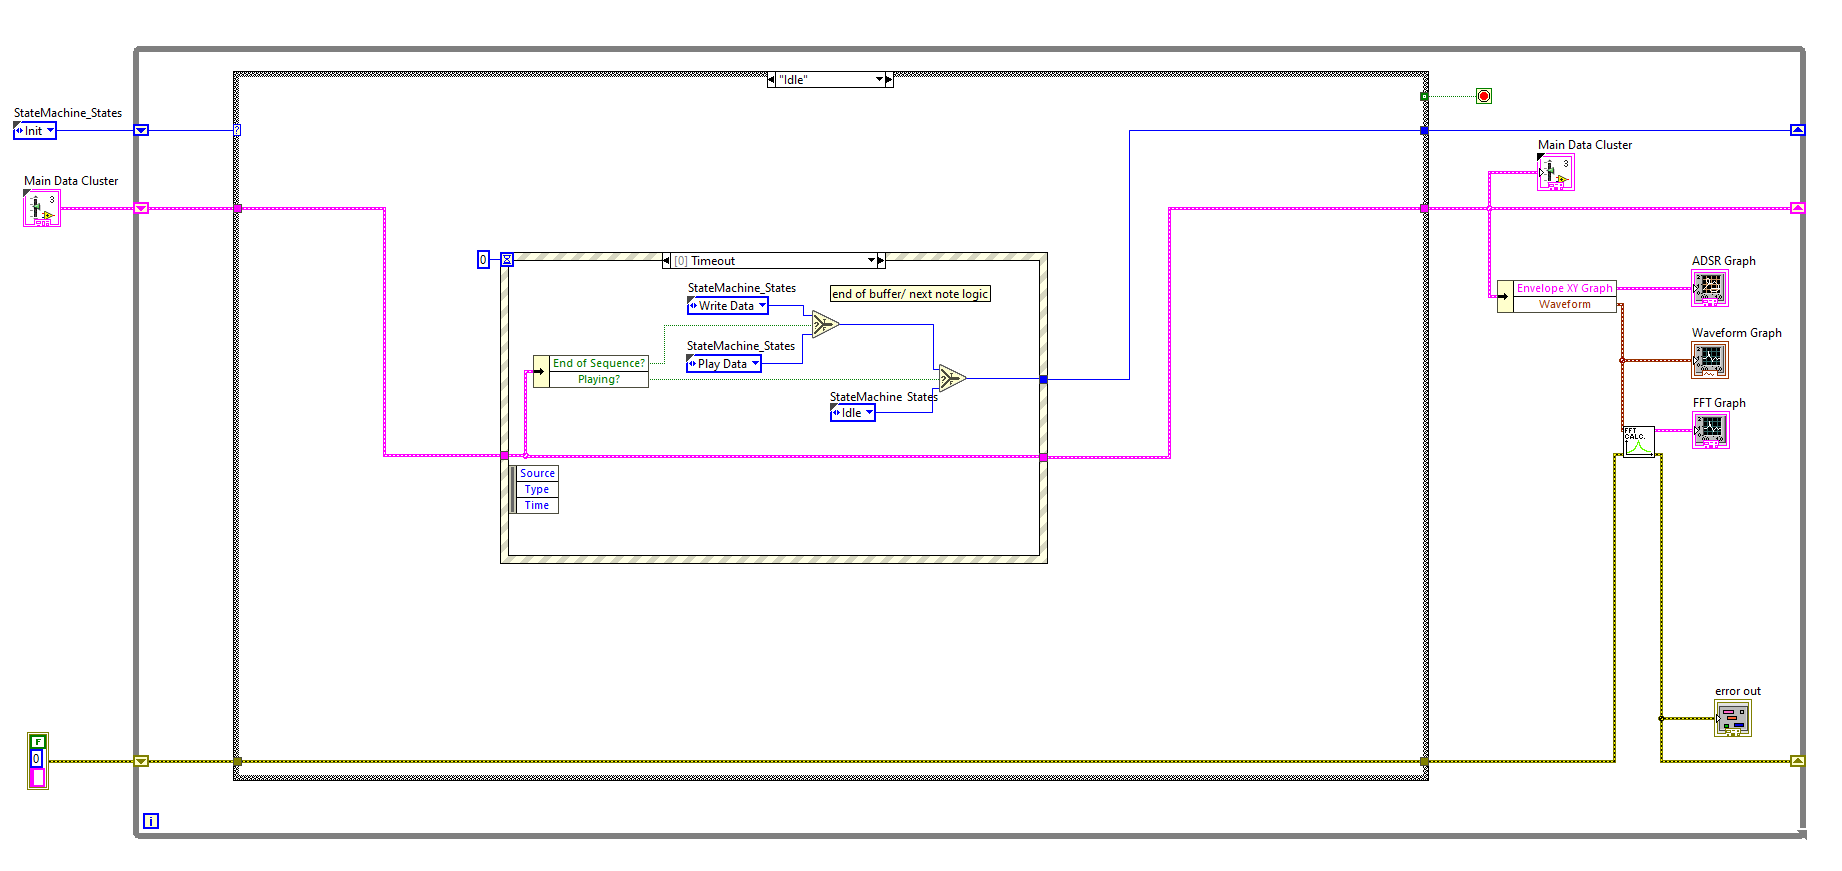 "Idle"
StateMachine_States
Init
?
Main Data Cluster
3
Main Data Cluster
3
0
[0] Timeout
StateMachine_States
Write Data
end of buffer/ next note logic
StateMachine_States
Play Data
End of Sequence?
Playing?
StateMachine_States
Idle
Source
Type
Time
Envelope XY Graph
Waveform
ADSR Graph
Waveform Graph
FFT Graph
FFT
CALC.
error out
F
0
i